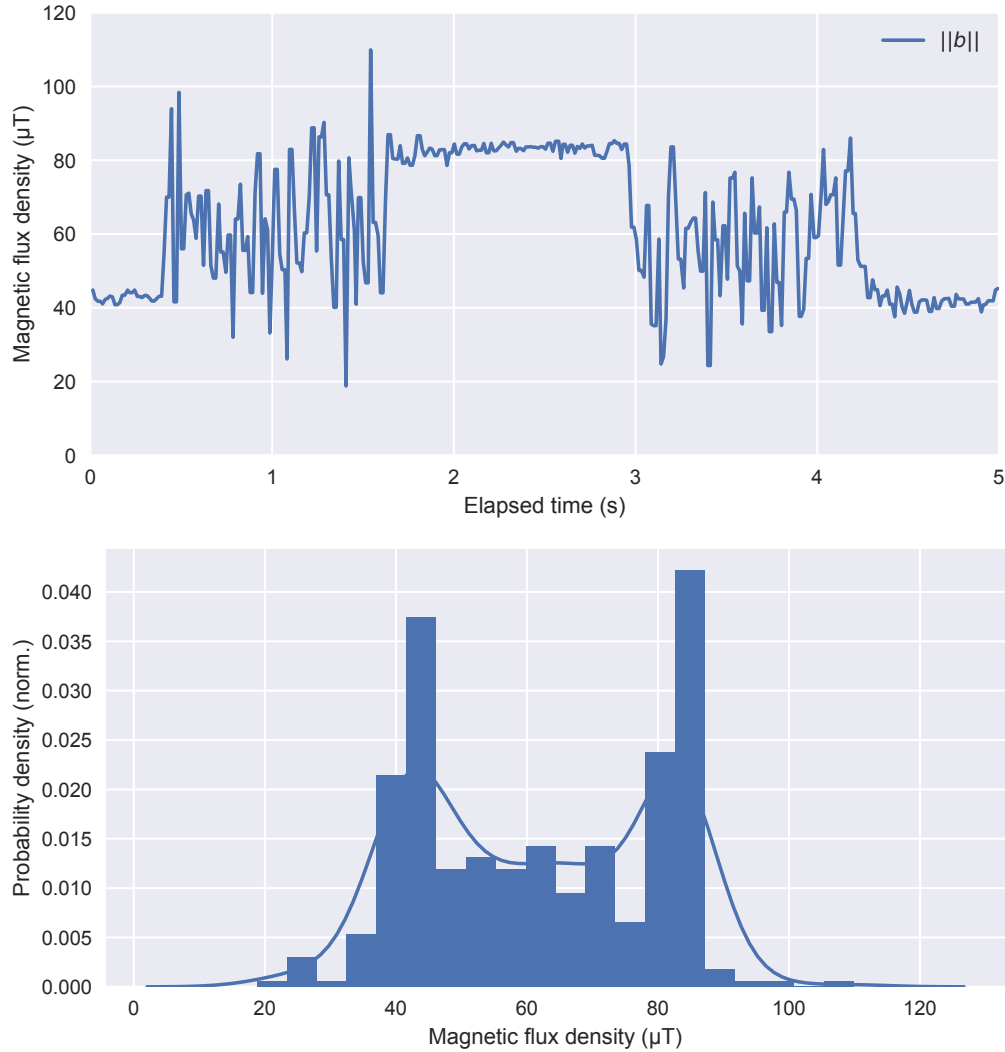 120
100
80
60
40
20
0
Magnetic flux density (μT)
||b||
0 1 2 3 4 5
Elapsed time (s)
0.040
0.035
0.030
0.025
0.020
0.015
0.010
0.005
0.000
Probability density (norm.)
0 20 40 60 80 100 120
Magnetic flux density (μT)